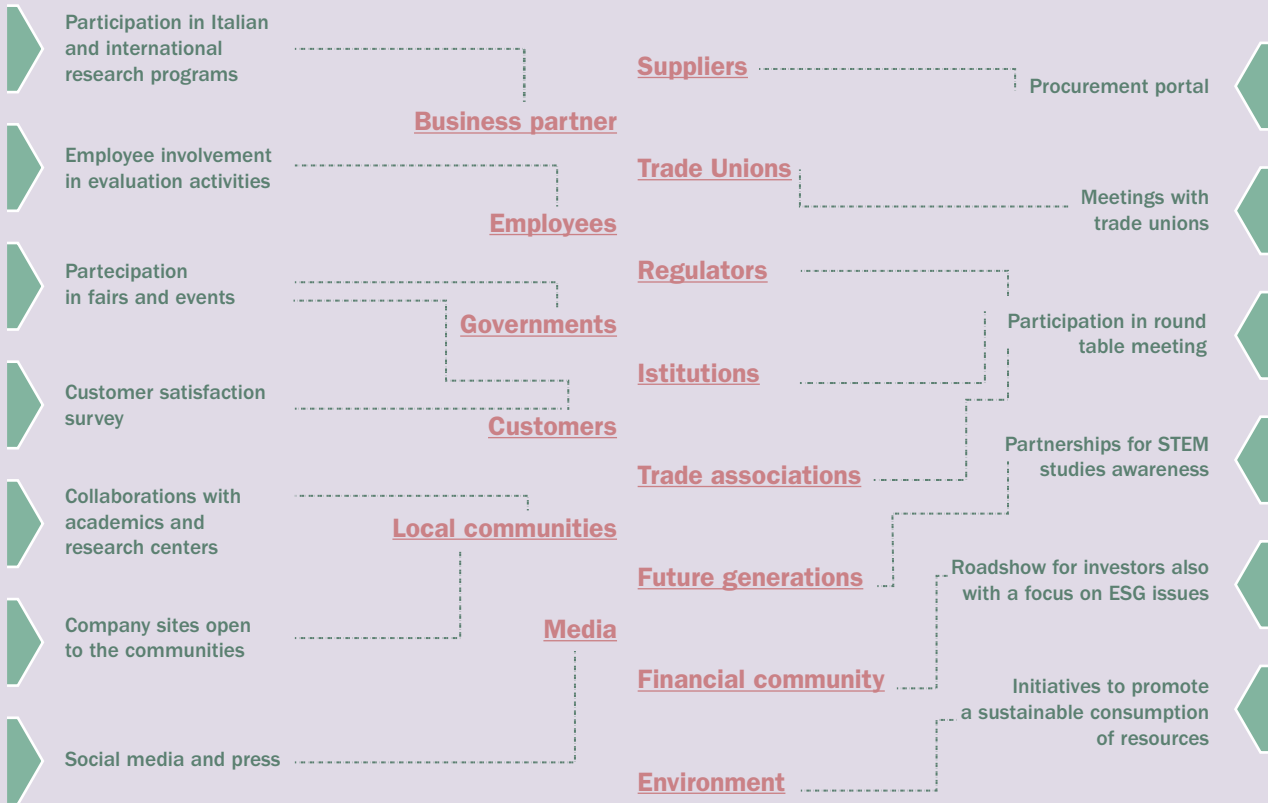 Participation in Italian
and international
research programs
Business partner
Employee involvement
in evaluation activities
Employees
Partecipation
in fairs and events
Governments
Customer satisfaction
survey
Customers
Collaborations with
academics and
research centers
Local communities
Company sites open
to the communities
Media
Social media and press
Suppliers
Procurement portal
Trade Unions
Meetings with
trade unions
Regulators
Participation in round
table meeting
Istitutions
Trade associations
Partnerships for STEM
studies awareness
Future generations
Roadshow for investors also
with a focus on ESG issues
Financial community
Initiatives to promote
a sustainable consumption
of resources
Environment